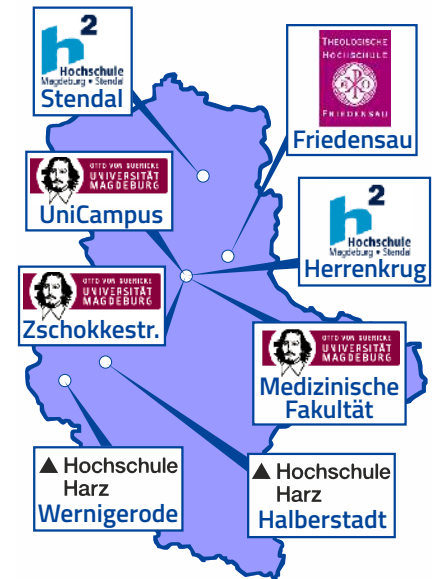 h2
Hochschule
Magdeburg • Stendal
Stendal
THEOLOGISCHE
HOCHSCHULE
FRIEDENSAU
Friedensau
OTTO VON GUERICKE
UNIVERSITÄT
MAGDEBURG
UniCampus
h2
Hochschule
Magdeburg • Stendal
Herrenkrug
OTTO VON GUERICKE
UNIVERSITÄT
MAGDEBURG
Zschokkestr.
OTTO VON GUERICKE
UNIVERSITÄT
MAGDEBURG
Medizinische
Fakultät
Hochschule
Harz
Wernigerode
Hochschule
Harz
Halberstadt